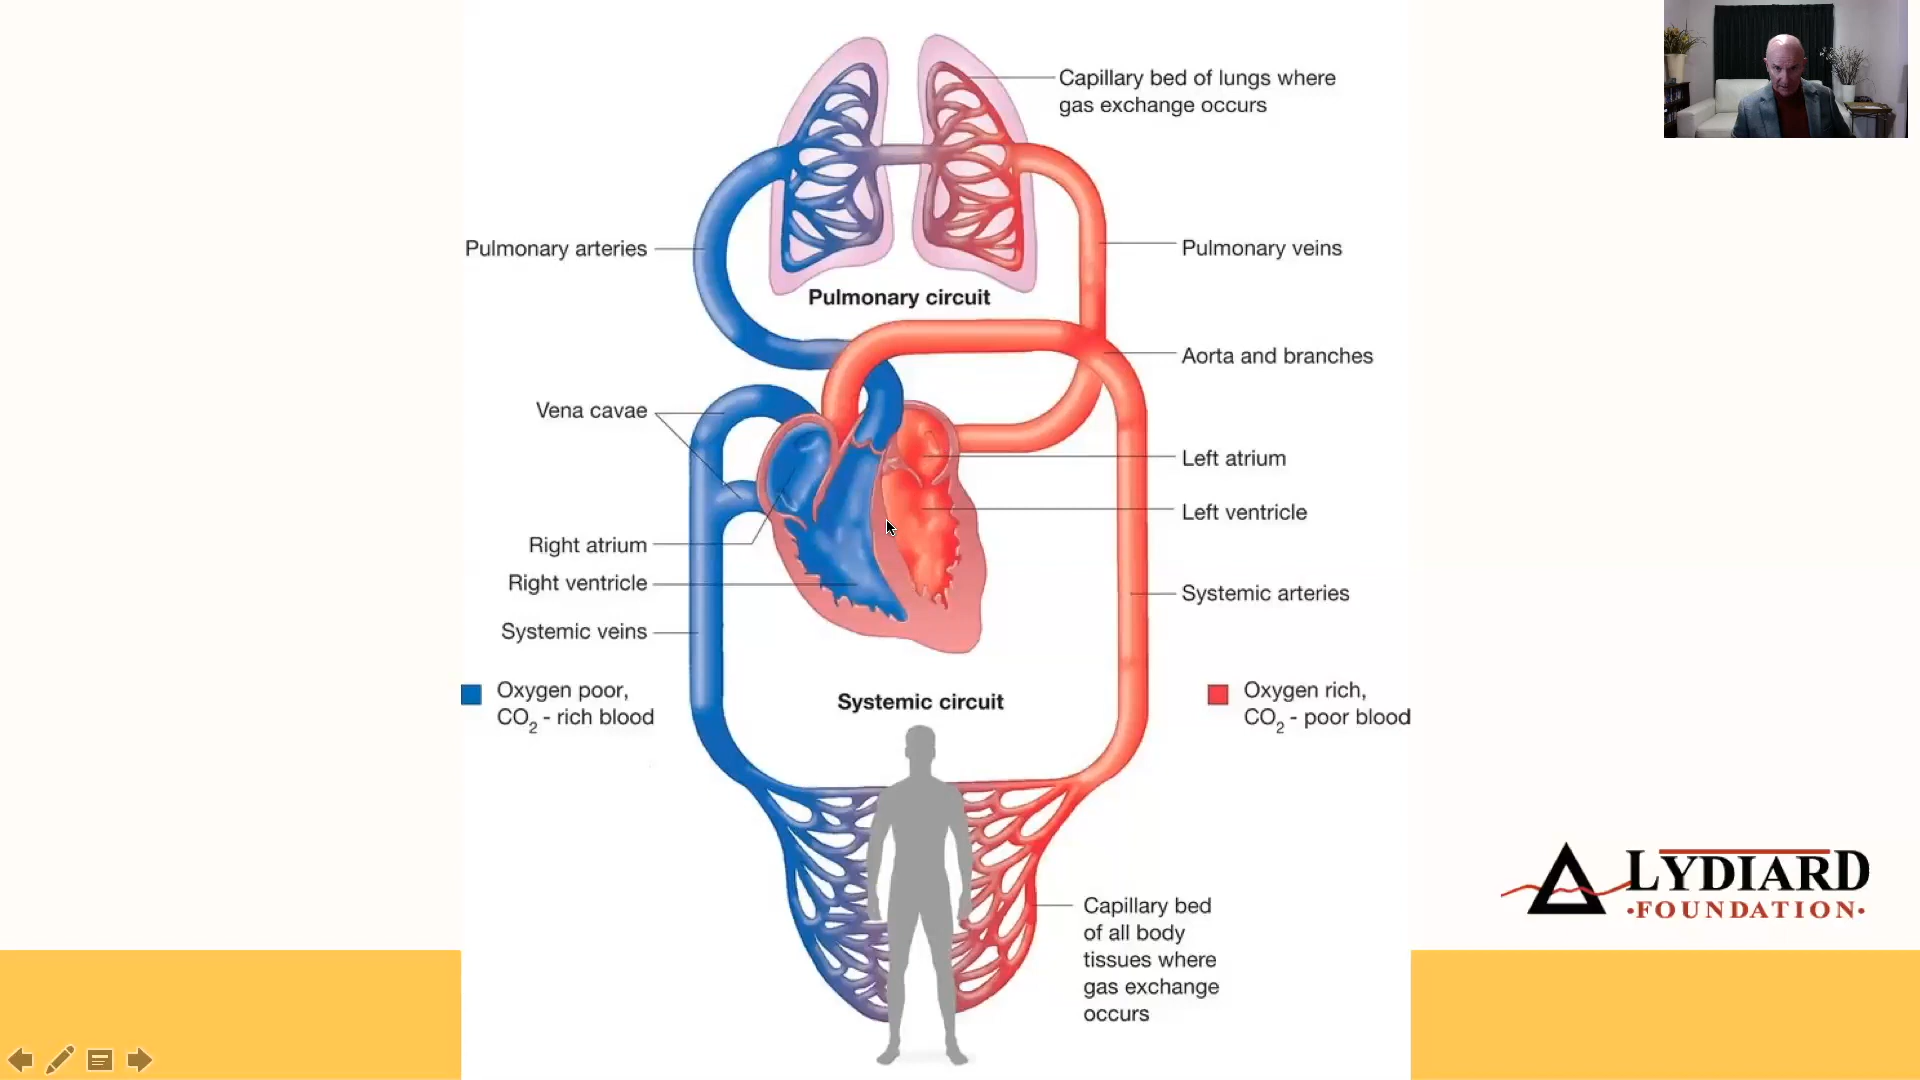 Capillary bed of lungs where
gas exchange occurs
Pulmonary arteries
Pulmonary veins
Pulmonary circuit
Aorta and branches
Vena cavae
Left atrium
Left ventricle
Right atrium
Right ventricle
Systemic arteries
Systemic veins
Oxygen poor,
CO2 - rich blood
Systemic circuit
Oxygen rich,
CO2 - poor blood
Capillary bed
of all body
tissues where
gas exchange
occurs
LYDIARD
•FOUNDATION•